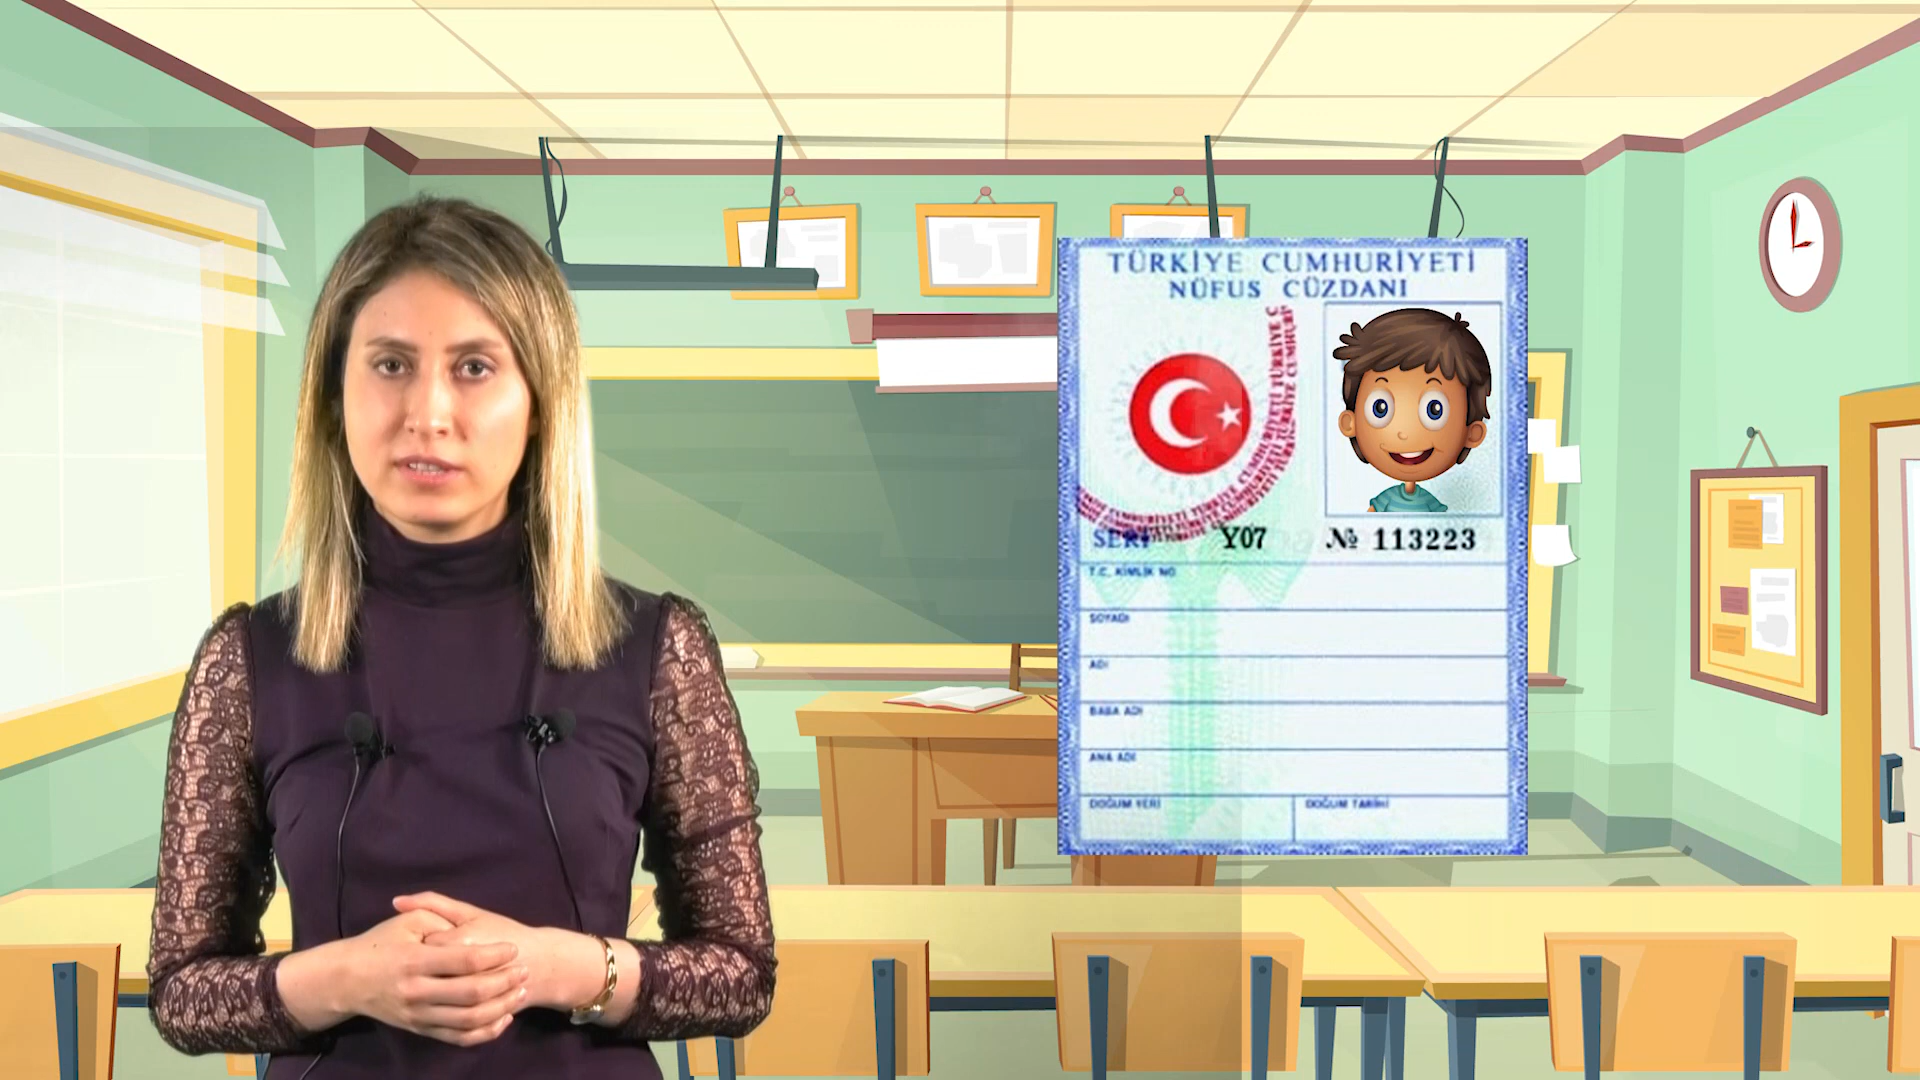 TÜRKİYE CUMHURİYETİ
NÜFUS CÜZDANI
SERİ Y07 № 113223
T.C. KİMLİK NO
SOYADI
ADI
BABA ADI
ANA ADI
DOĞUM YERİ DOĞUM TARİHİ